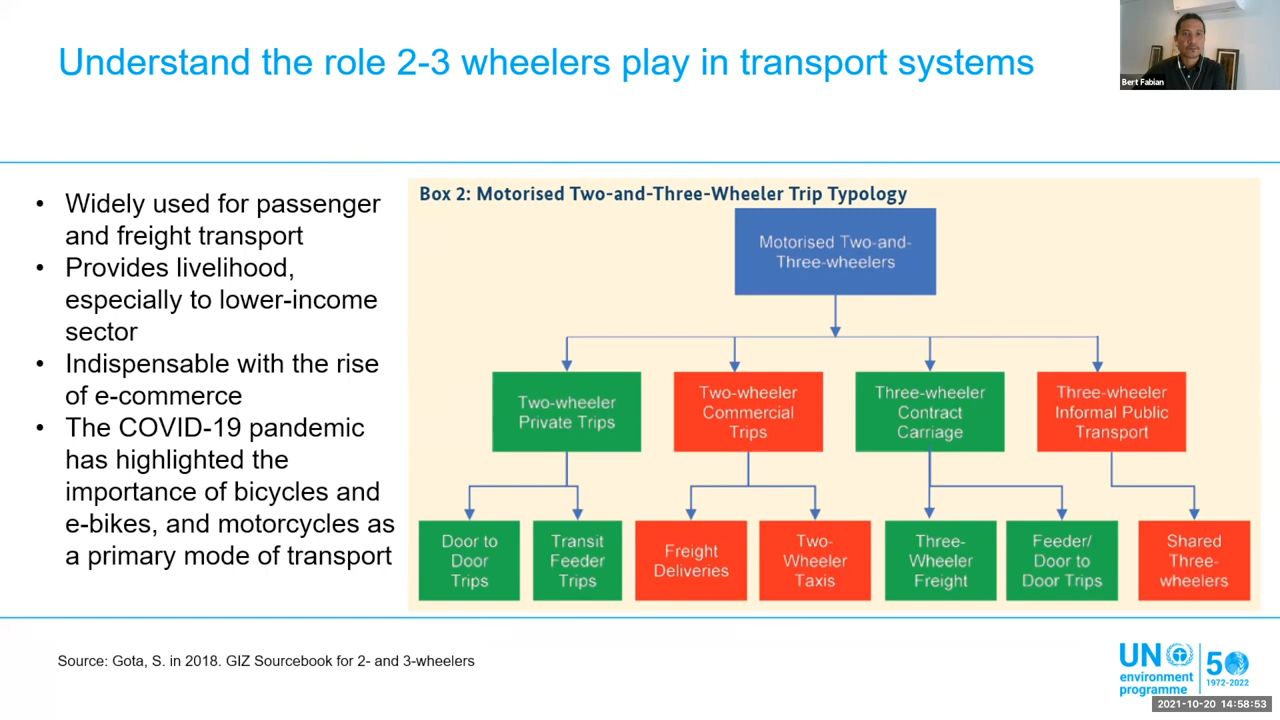 Understand the role 2-3 wheelers play in transport systems
Bert Fabian
• Widely used for passenger
and freight transport
• Provides livelihood,
especially to lower-income
sector
• Indispensable with the rise
of e-commerce
• The COVID-19 pandemic
has highlighted the
importance of bicycles and
e-bikes, and motorcycles as
a primary mode of transport
Box 2: Motorised Two-and-Three-Wheeler Trip Typology
Motorised Two-and-
Three-wheelers
Two-wheeler
Private Trips
Two-wheeler
Commercial
Trips
Three-wheeler
Contract
Carriage
Three-wheeler
Informal Public
Transport
Door to
Door
Trips
Transit
Feeder
Trips
Freight
Deliveries
Two-
Wheeler
Taxis
Three-
Wheeler
Freight
Feeder/
Door to
Door Trips
Shared
Three-
wheelers
Source: Gota, S. in 2018. GIZ Sourcebook for 2- and 3-wheelers
UN
environment
programme
50
1972-2022
2021-10-20 14:58:53